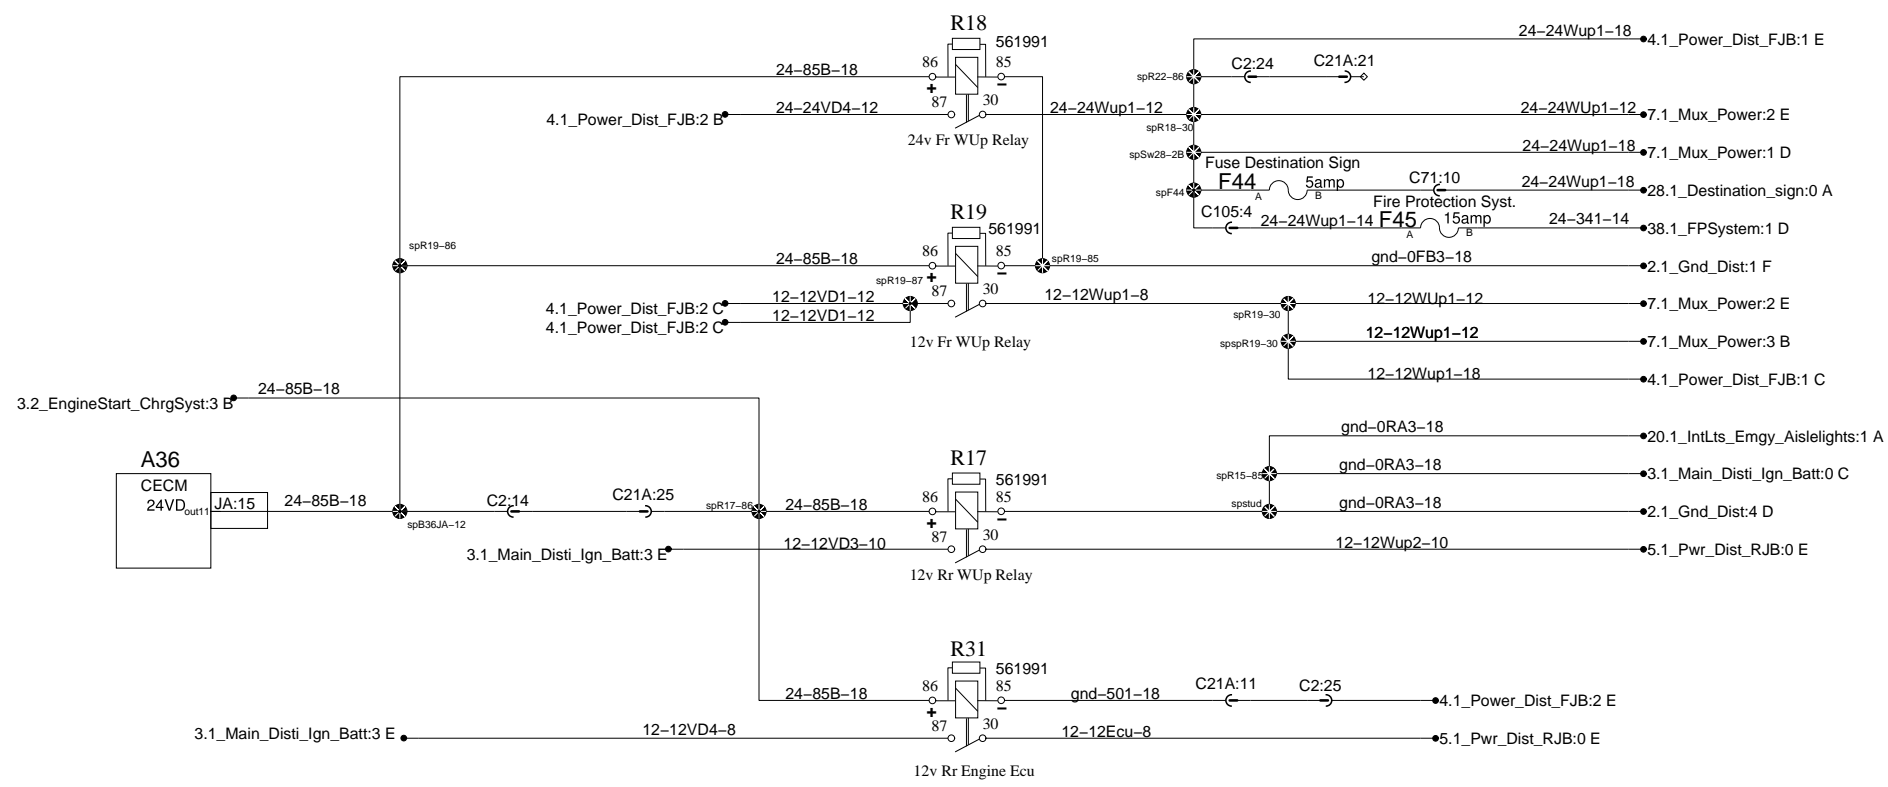 R18
561991
86
85
24–85B–18
+
–
87
30
24–24VD4–12
4.1_Power_Dist_FJB:2 B
24v Fr WUp Relay
24–24Wup1–12
24–24Wup1–18
4.1_Power_Dist_FJB:1 E
spR22–86
C2:24
C21A:21
24–24WUp1–12
7.1_Mux_Power:2 E
spR18–30
spSw28–2B
24–24Wup1–18
7.1_Mux_Power:1 D
Fuse Destination Sign
spF44
F44
A
5amp
B
C71:10
24–24Wup1–18
28.1_Destination_sign:0 A
Fire Protection Syst.
C105:4
24–24Wup1–14
F45
A
15amp
B
24–341–14
38.1_FPSystem:1 D
R19
561991
spR19–86
86
85
24–85B–18
+
–
spR19–85
gnd–0FB3–18
2.1_Gnd_Dist:1 F
spR19–87
87
30
12–12VD1–12
4.1_Power_Dist_FJB:2 C
12–12VD1–12
4.1_Power_Dist_FJB:2 C
12v Fr WUp Relay
12–12Wup1–8
12–12WUp1–12
7.1_Mux_Power:2 E
spR19–30
12–12Wup1–12
7.1_Mux_Power:3 B
spspR19–30
12–12Wup1–18
4.1_Power_Dist_FJB:1 C
24–85B–18
3.2_EngineStart_ChrgSyst:3 B
gnd–0RA3–18
20.1_IntLts_Emgy_Aislelights:1 A
A36
CECM
24VD
out11
JA:15
24–85B–18
spB36JA–12
C2:14
C21A:25
spR17–86
24–85B–18
R17
561991
86
85
+
–
87
30
spR15–85
gnd–0RA3–18
3.1_Main_Disti_Ign_Batt:0 C
spstud
gnd–0RA3–18
2.1_Gnd_Dist:4 D
3.1_Main_Disti_Ign_Batt:3 E
12–12VD3–10
12v Rr WUp Relay
12–12Wup2–10
5.1_Pwr_Dist_RJB:0 E
R31
561991
86
85
24–85B–18
+
–
gnd–501–18
C21A:11
C2:25
4.1_Power_Dist_FJB:2 E
87
30
3.1_Main_Disti_Ign_Batt:3 E
12–12VD4–8
12–12Ecu–8
5.1_Pwr_Dist_RJB:0 E
12v Rr Engine Ecu